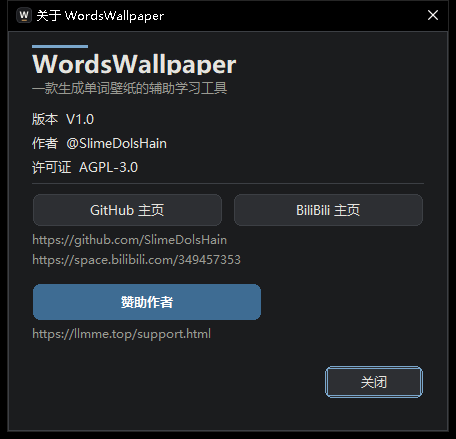 关于 WordsWallpaper
WordsWallpaper
一款生成单词壁纸的辅助学习工具
版本 V1.0
作者 @SlimeDolsHain
许可证 AGPL-3.0
GitHub 主页 BiliBili 主页
https://github.com/SlimeDolsHain
https://space.bilibili.com/349457353
赞助作者
https://llmme.top/support.html
关闭